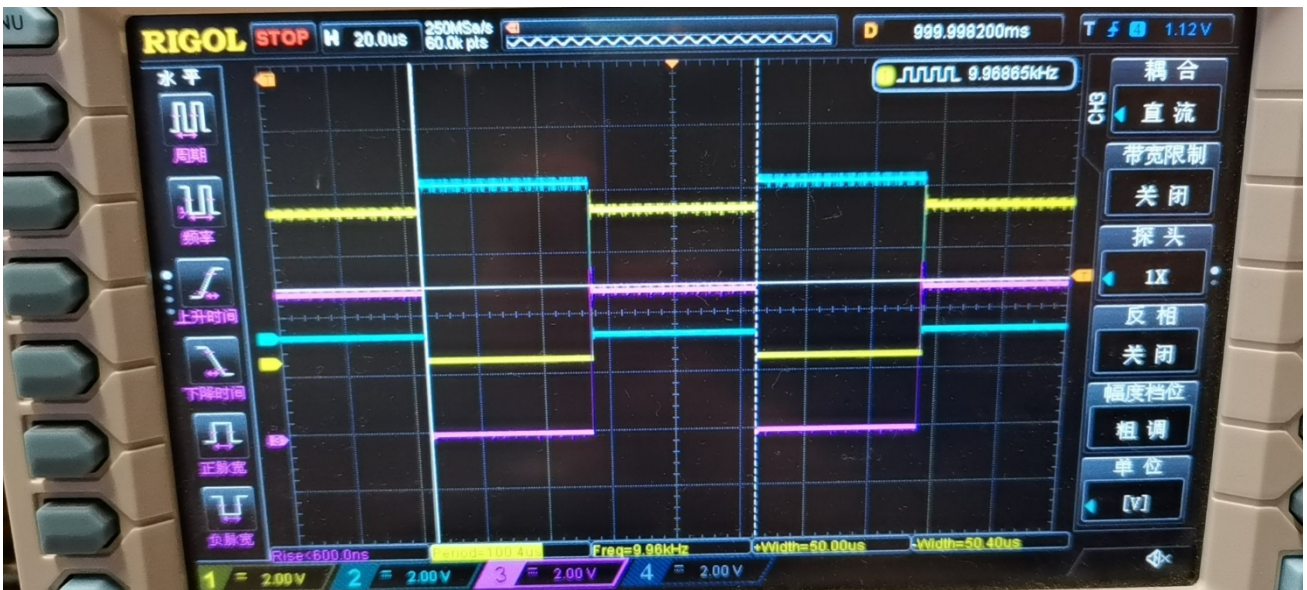 NU
RIGOL STOP H 20.0us 250MSa/s 60.0k pts D 999.998200ms T 4 1.12V
水平
1 9.96865kHz
周期
频率
上升时间
下降时间
正脉宽
负脉宽
CH3
耦合
直流
带宽限制
关闭
探头
1X
反相
关闭
幅度档位
粗调
单位
[V]
Rise<600.0ns Period=100.4us Freq=9.96kHz +Width=50.00us -Width=50.40us
1 = 2.00V 2 = 2.00V 3 = 2.00V 4 = 2.00V